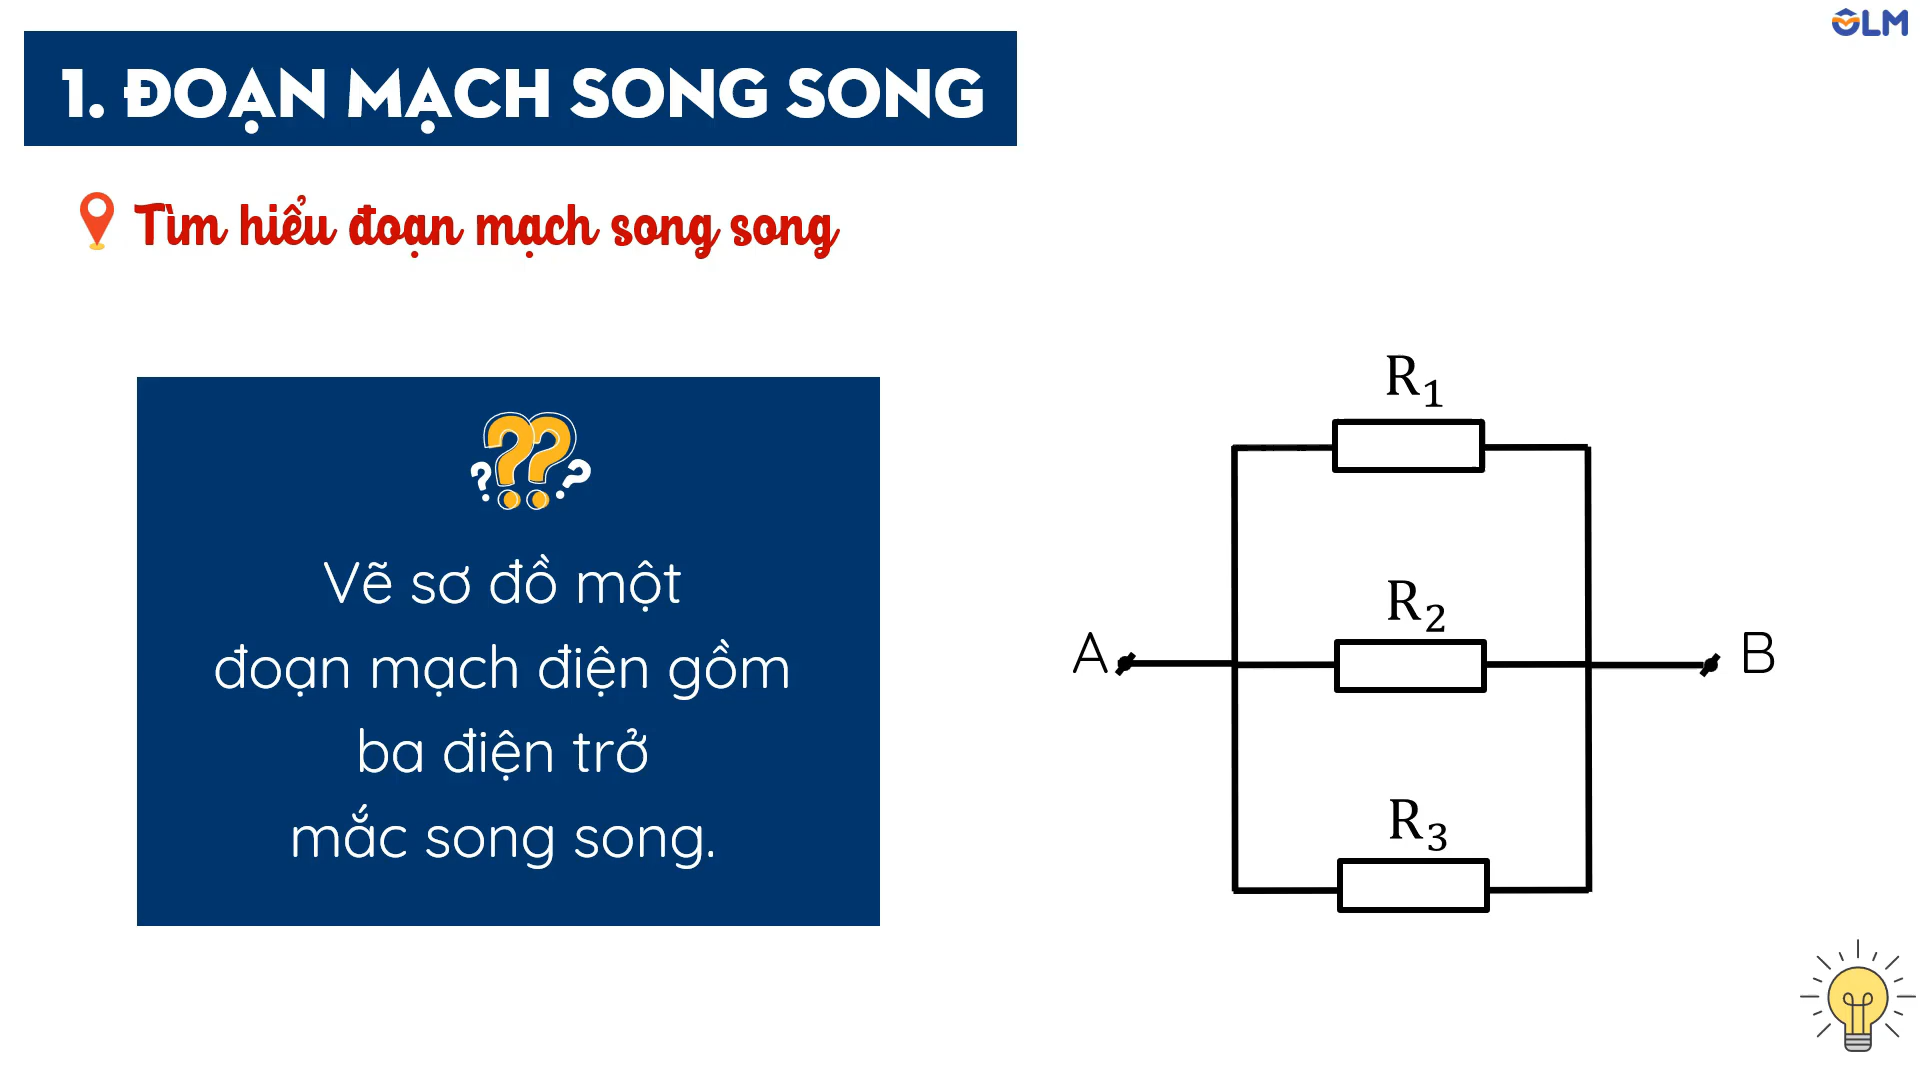 OLM
1. ĐOẠN MẠCH SONG SONG
Tìm hiểu đoạn mạch song song
Vẽ sơ đồ một
đoạn mạch điện gồm
ba điện trở
mắc song song.
R₁
R₂
A
B
R₃